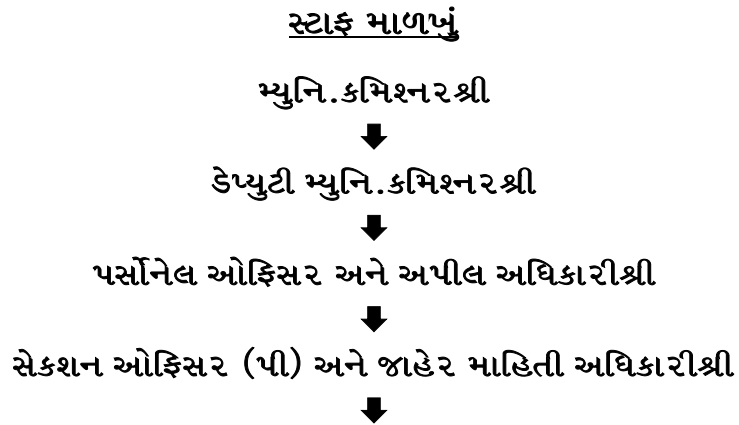 સ્ટાફ માળખું
મ્યુનિ.કમિશ્નરશ્રી
ડેપ્યુટી મ્યુનિ.કમિશ્નરશ્રી
પર્સોનેલ ઓફિસર અને અપીલ અધિકારીશ્રી
સેકશન ઓફિસર (પી) અને જાહેર માહિતી અધિકારીશ્રી